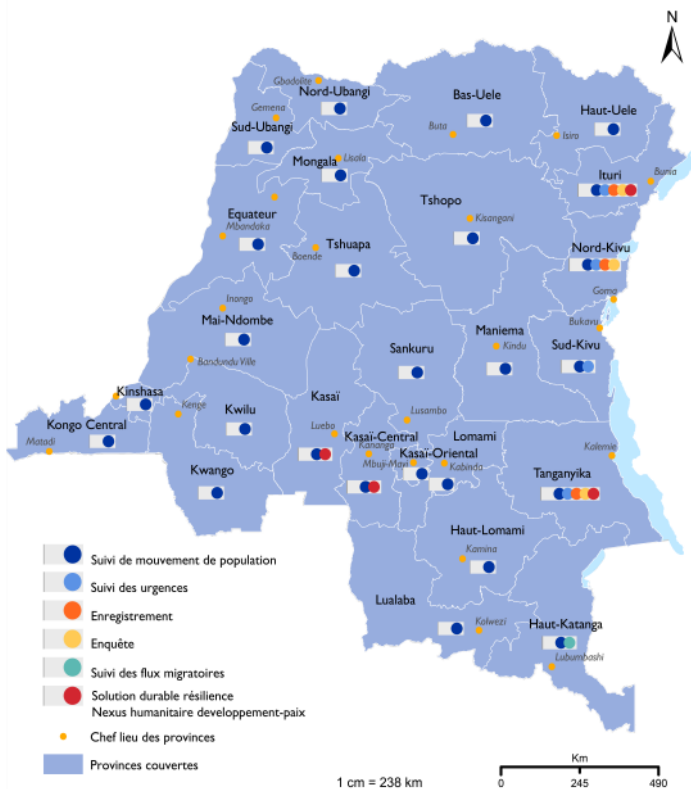 N
Gbadolite
Nord-Ubangi
Bas-Uele
Haut-Uele
Gemena
Sud-Ubangi
Buta
Isiro
Mongala
Lisala
Ituri
Bunia
Equateur
Mbandaka
Tshopo
Kisangani
Boende
Tshuapa
Nord-Kivu
Goma
Inongo
Mai-Ndombe
Bukavu
Maniema
Kindu
Sud-Kivu
Sankuru
Bandundu Ville
Kinshasa
Kasaï
Kenge
Kwilu
Lusambo
Kongo Central
Luebo
Kasaï-Central
Lomami
Matadi
Kananga
Kasaï-Oriental
Mbuji-Mayi
Kabinda
Kalemie
Kwango
Tanganyika
Haut-Lomami
Kamina
Lualaba
Kolwezi
Haut-Katanga
Lubumbashi
Suivi de mouvement de population
Suivi des urgences
Enregistrement
Enquête
Suivi des flux migratoires
Solution durable résilience
Nexus humanitaire developpement-paix
Chef lieu des provinces
Provinces couvertes
1 cm = 238 km
Km
0 245 490